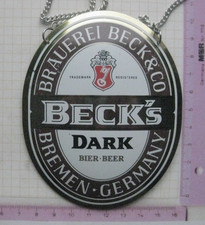 BRAUEREI BECK & CO
TRADEMARK REGISTERED
BECK'S
DARK
BIER · BEER
BREMEN · GERMANY